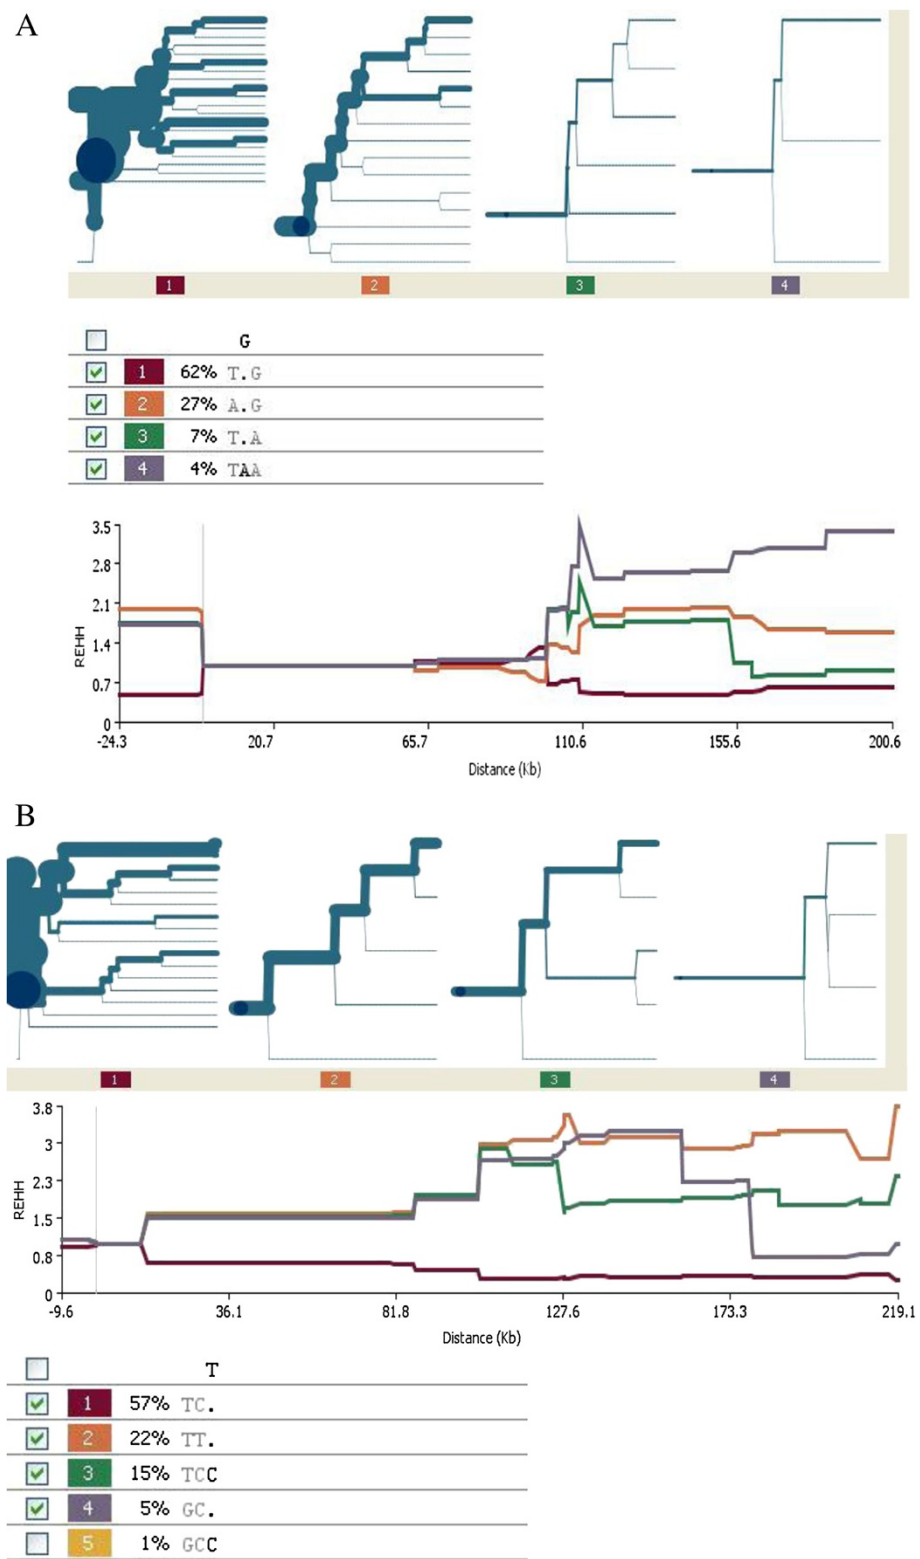 A
1 2 3 4
G
1 62% T.G
2 27% A.G
3 7% T.A
4 4% TAA
3.5
2.8
2.1
1.4
0.7
0
REHH
-24.3 20.7 65.7 110.6 155.6 200.6
Distance (Kb)
B
1 2 3 4
3.8
3
2.3
1.5
0.8
0
REHH
-9.6 36.1 81.8 127.6 173.3 219.1
Distance (Kb)
T
1 57% TC.
2 22% TT.
3 15% TCC
4 5% GC.
5 1% GCC